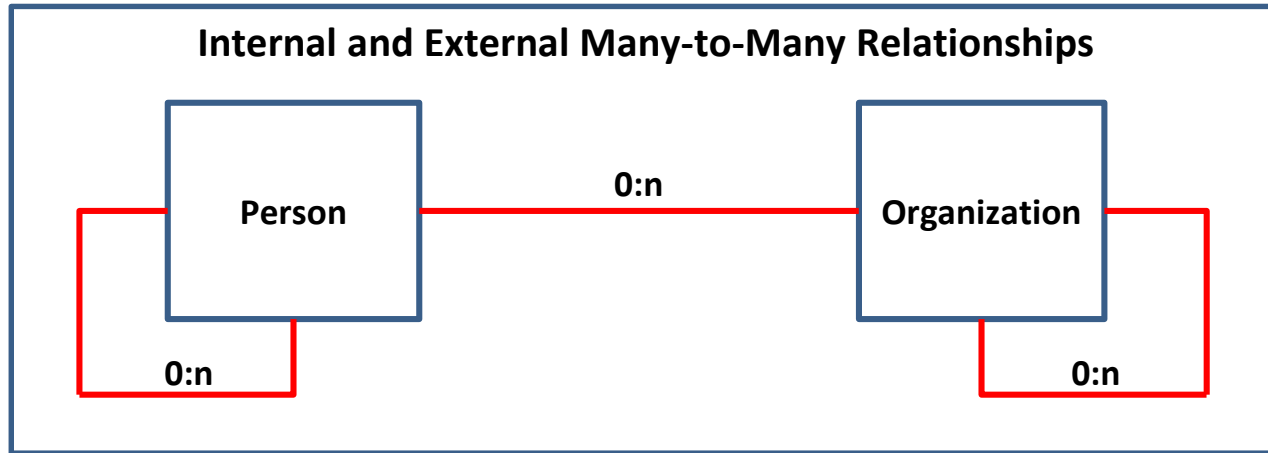 Internal and External Many-to-Many Relationships
0:n
Person
Organization
0:n
0:n